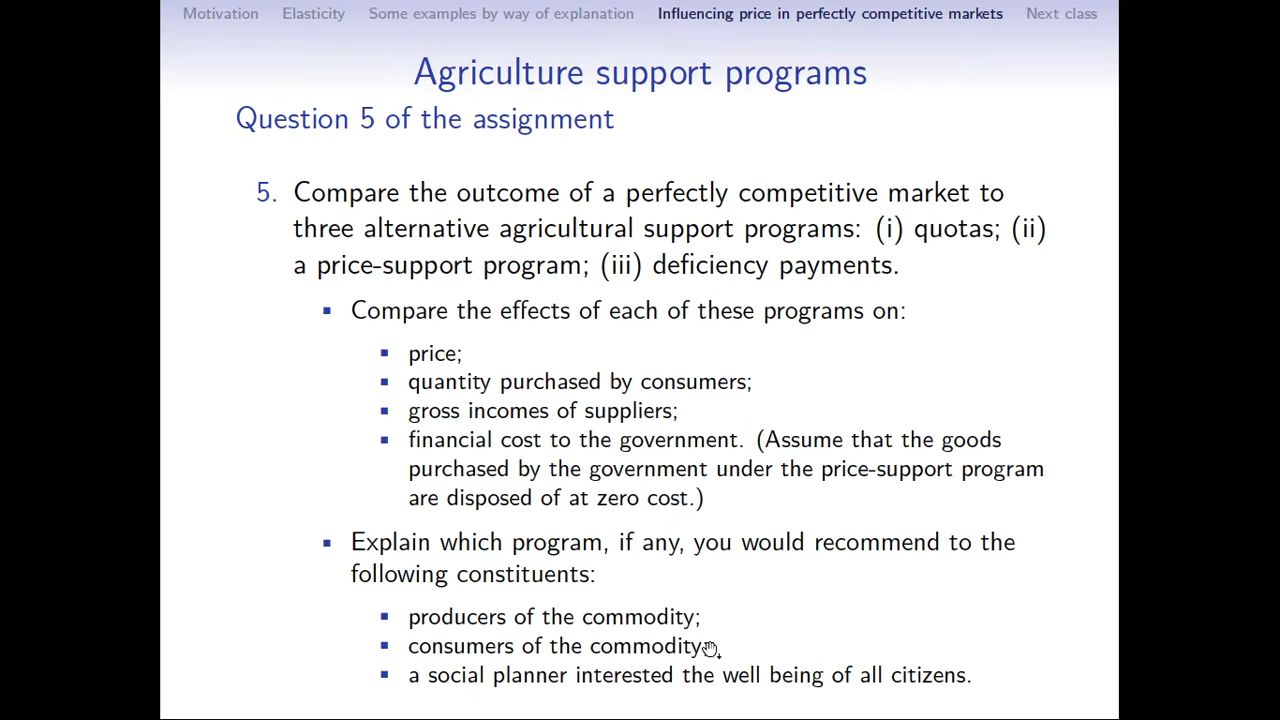 Motivation Elasticity Some examples by way of explanation Influencing price in perfectly competitive markets Next class
Agriculture support programs
Question 5 of the assignment
5. Compare the outcome of a perfectly competitive market to
three alternative agricultural support programs: (i) quotas; (ii)
a price-support program; (iii) deficiency payments.
Compare the effects of each of these programs on:
price;
quantity purchased by consumers;
gross incomes of suppliers;
financial cost to the government. (Assume that the goods
purchased by the government under the price-support program
are disposed of at zero cost.)
Explain which program, if any, you would recommend to the
following constituents:
producers of the commodity;
consumers of the commodity
a social planner interested the well being of all citizens.